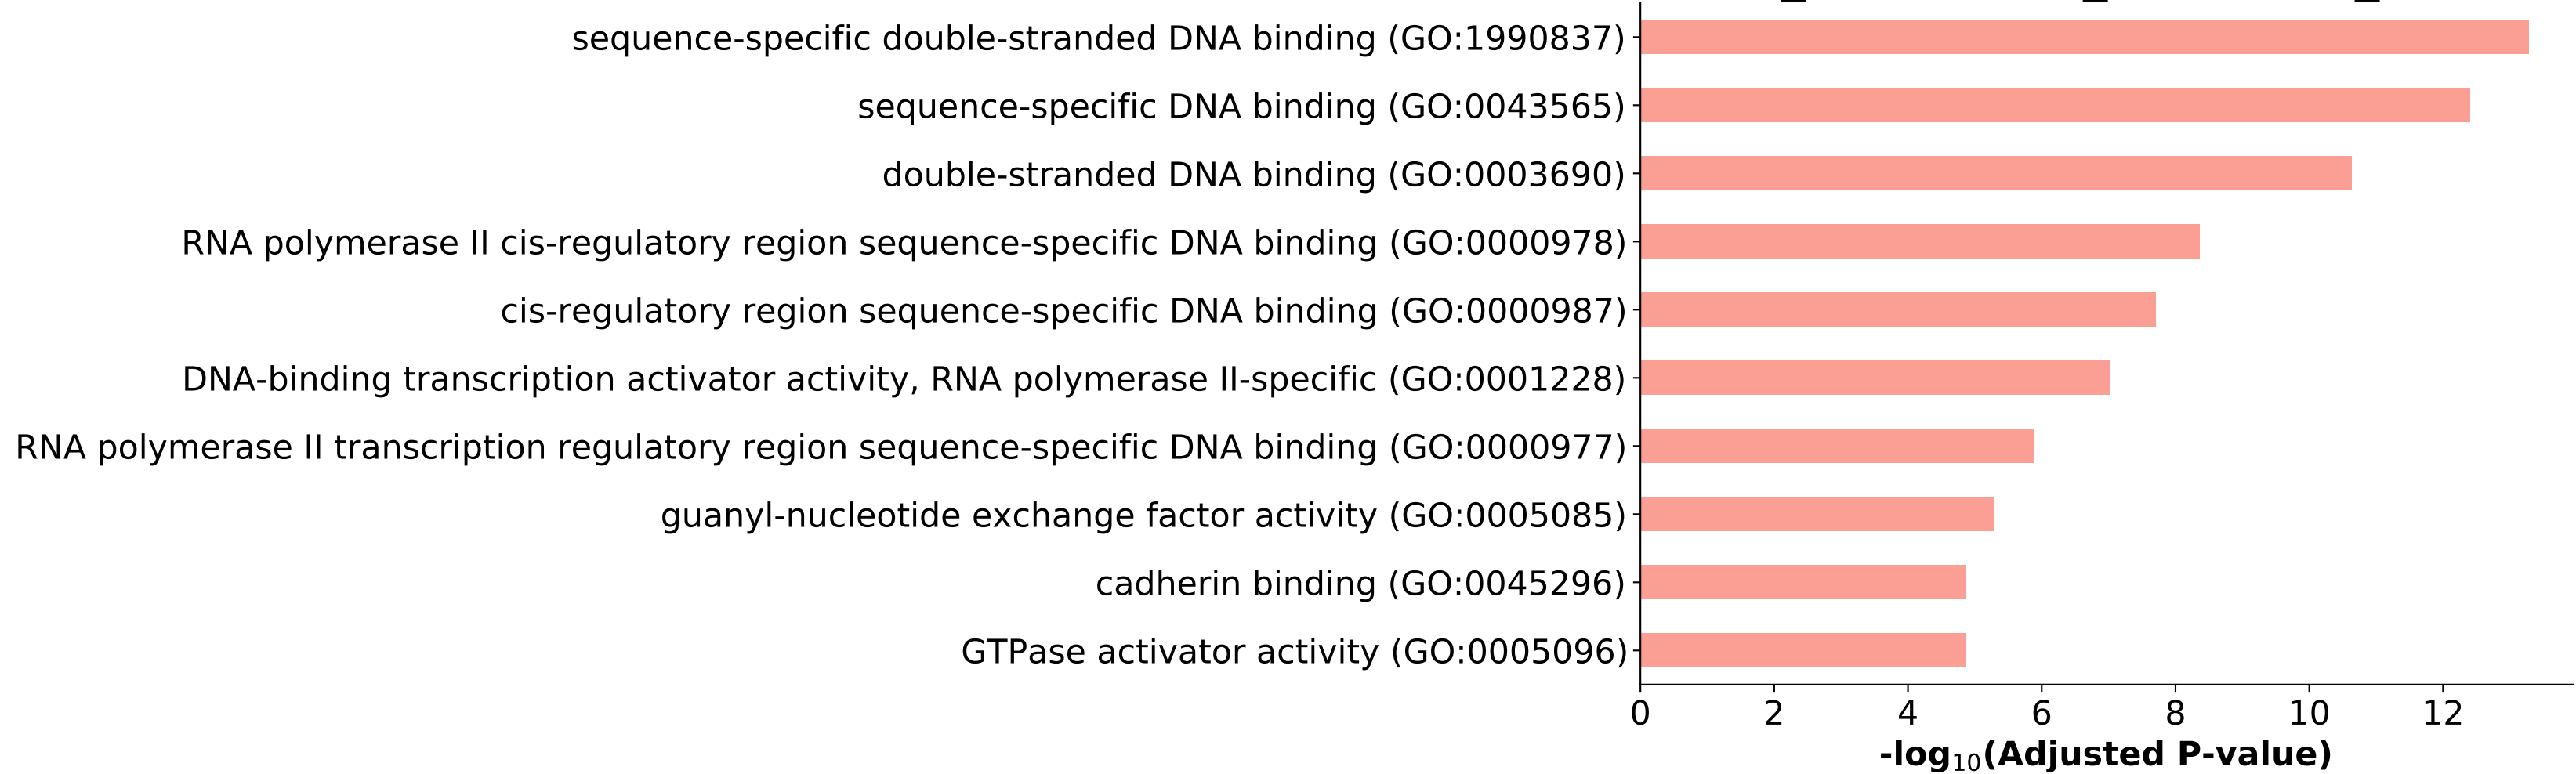 sequence-specific double-stranded DNA binding (GO:1990837)
sequence-specific DNA binding (GO:0043565)
double-stranded DNA binding (GO:0003690)
RNA polymerase II cis-regulatory region sequence-specific DNA binding (GO:0000978)
cis-regulatory region sequence-specific DNA binding (GO:0000987)
DNA-binding transcription activator activity, RNA polymerase II-specific (GO:0001228)
RNA polymerase II transcription regulatory region sequence-specific DNA binding (GO:0000977)
guanyl-nucleotide exchange factor activity (GO:0005085)
cadherin binding (GO:0045296)
GTPase activator activity (GO:0005096)
0 2 4 6 8 10 12
-log₁₀(Adjusted P-value)